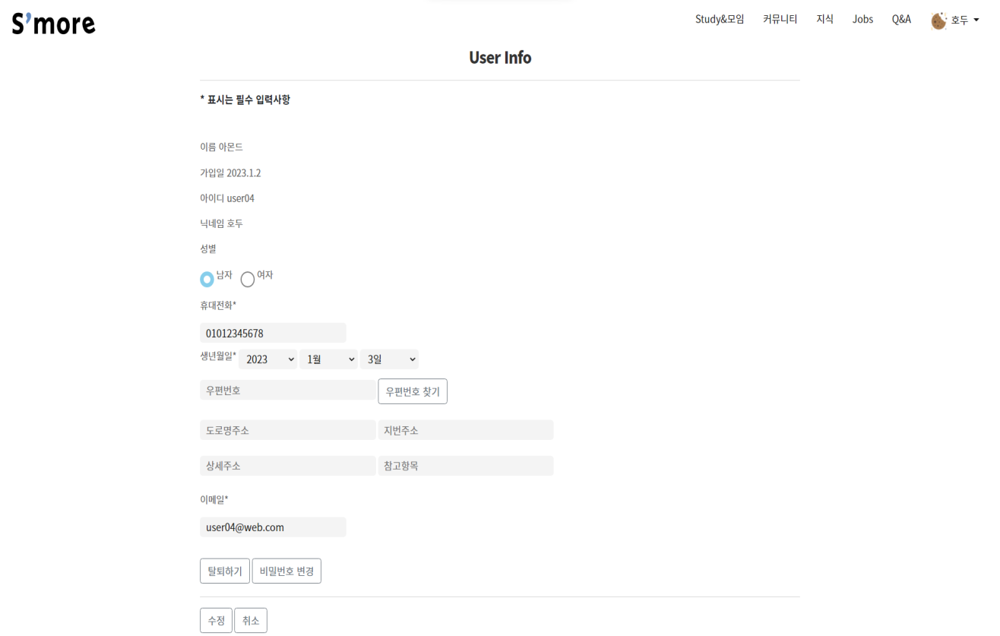 S'more
Study&모임 커뮤니티 지식 Jobs Q&A 호두
User Info
* 표시는 필수 입력사항
이름 아몬드
가입일 2023.1.2
아이디 user04
닉네임 호두
성별
남자 여자
휴대전화*
01012345678
생년월일* 2023 1월 3일
우편번호 우편번호 찾기
도로명주소 지번주소
상세주소 참고항목
이메일*
user04@web.com
탈퇴하기 비밀번호 변경
수정 취소